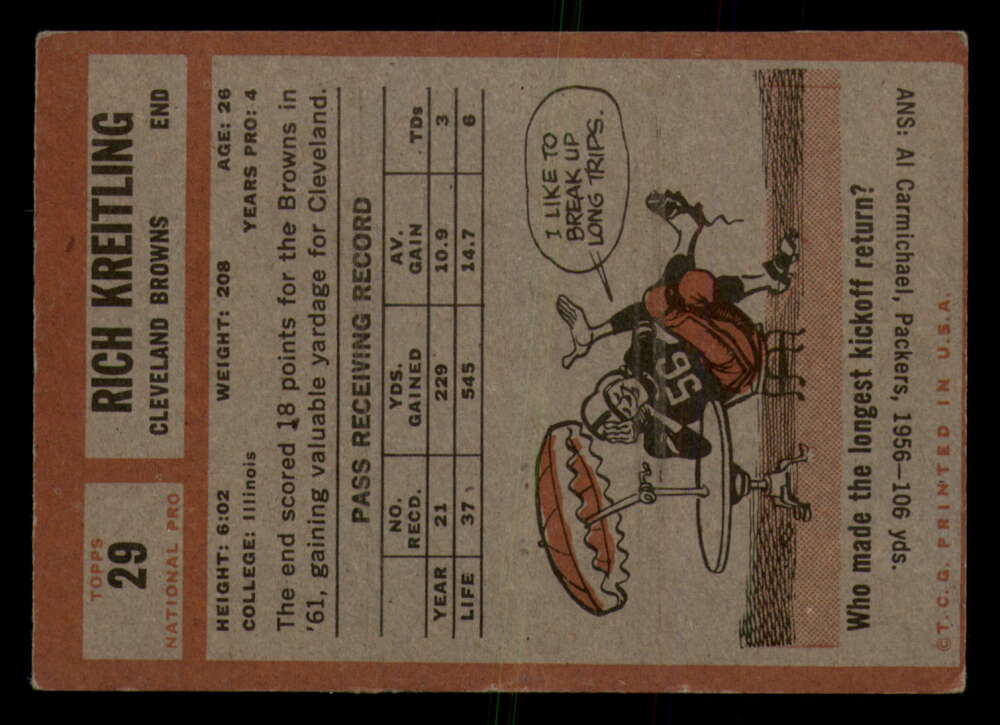 TOPPS
29
NATIONAL PRO
RICH KREITLING
CLEVELAND BROWNS END
HEIGHT: 6:02 WEIGHT: 208 AGE: 26
COLLEGE: Illinois YEARS PRO: 4
The end scored 18 points for the Browns in
'61, gaining valuable yardage for Cleveland.
PASS RECEIVING RECORD
NO. RECD. YDS. GAINED AV. GAIN TDs
YEAR 21 229 10.9 3
LIFE 37 545 14.7 6
I LIKE TO
BREAK UP
LONG TRIPS.
56
Who made the longest kickoff return?
ANS: Al Carmichael, Packers, 1956—106 yds.
©T.C.G. PRINTED IN U.S.A.